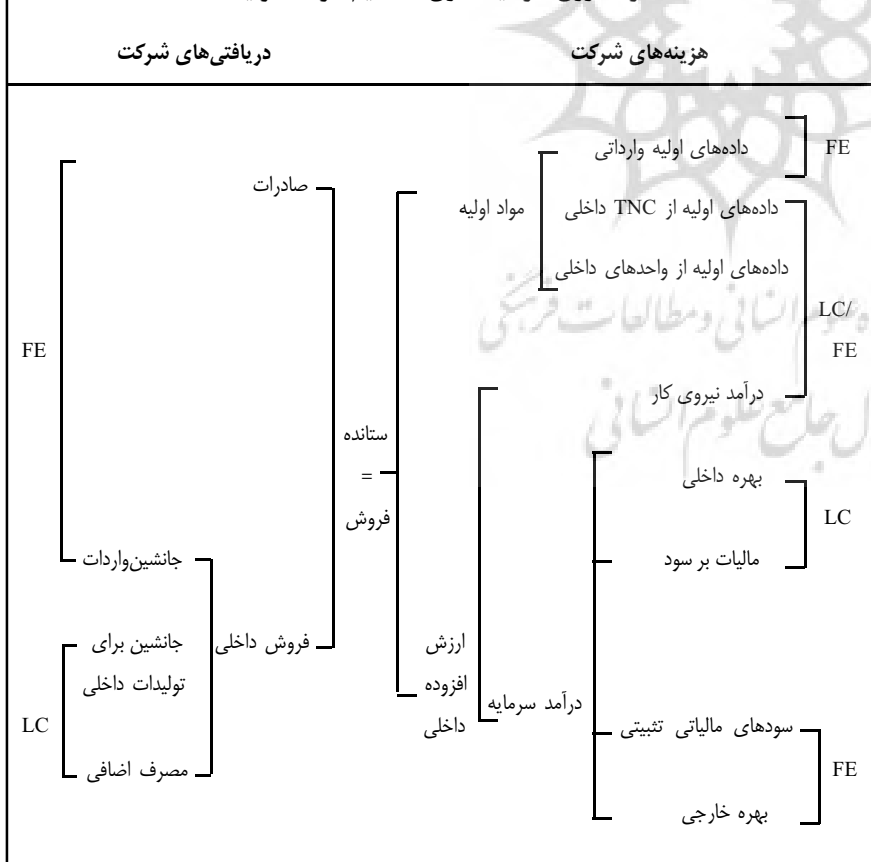 هزینه‌های شرکت
دریافتی‌های شرکت
داده‌های اولیه وارداتی
FE
صادرات
مواد اولیه
داده‌های اولیه از TNC داخلی
داده‌های اولیه از واحدهای داخلی
LC/
FE
FE
درآمد نیروی کار
ستانده
=
فروش
بهره داخلی
LC
جانشین‌واردات
مالیات بر سود
جانشین برای
تولیدات داخلی
فروش داخلی
ارزش
افزوده
داخلی
درآمد سرمایه
LC
سودهای مالیاتی تثبیتی
FE
مصرف اضافی
بهره خارجی